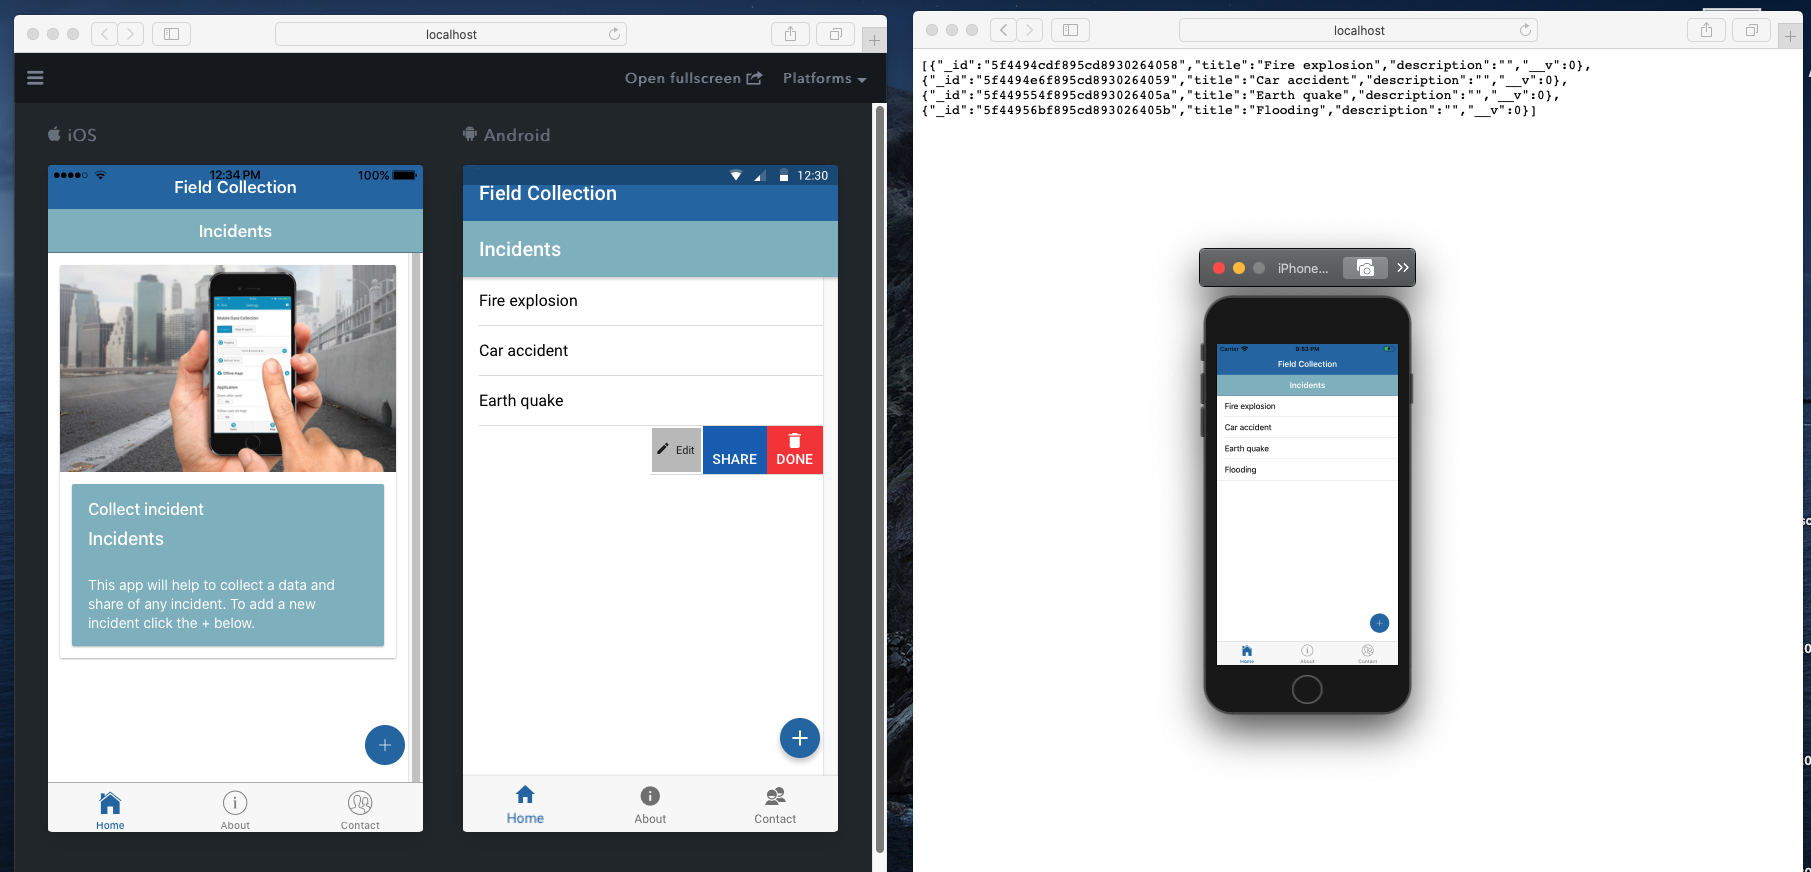 localhost
Open fullscreen
Platforms
iOS
Android
12:34 PM
100%
Field Collection
Incidents
Collect incident
Incidents
This app will help to collect a data and
share of any incident. To add a new
incident click the + below.
+
Home
About
Contact
12:30
Field Collection
Incidents
Fire explosion
Car accident
Earth quake
Edit
SHARE
DONE
+
Home
About
Contact
localhost
[{"_id":"5f4494cdf895cd8930264058","title":"Fire explosion","description":"","__v":0},
{"_id":"5f4494e6f895cd8930264059","title":"Car accident","description":"","__v":0},
{"_id":"5f449554f895cd893026405a","title":"Earth quake","description":"","__v":0},
{"_id":"5f44956bf895cd893026405b","title":"Flooding","description":"","__v":0}]
iPhone...
Carrier
9:53 PM
Field Collection
Incidents
Fire explosion
Car accident
Earth quake
Flooding
+
Home
About
Contact